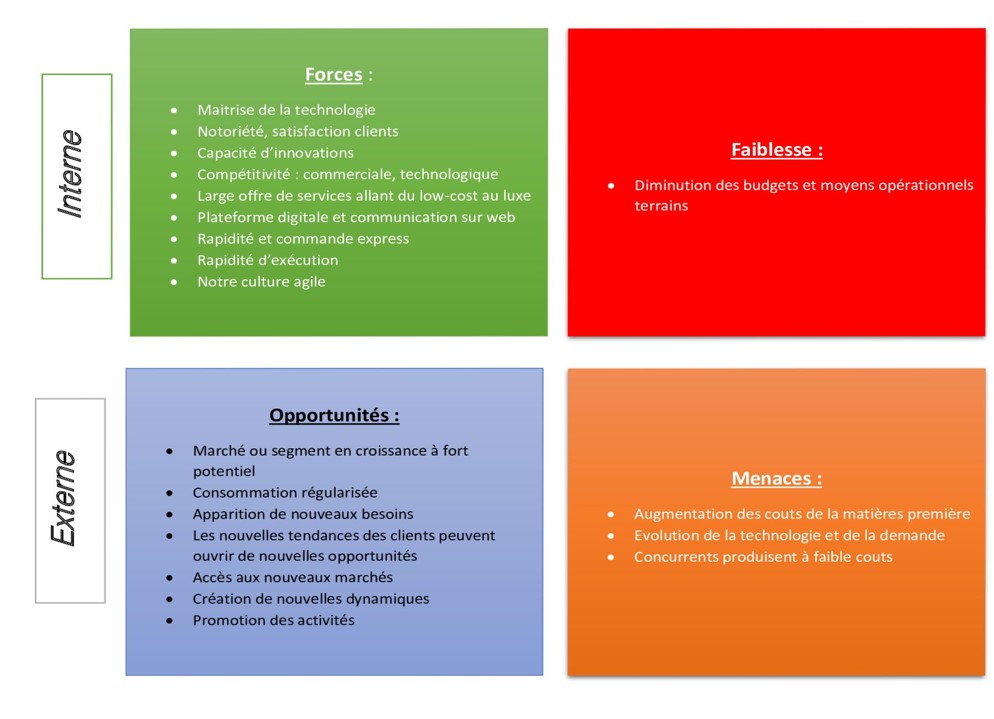 Interne
Forces :
Maitrise de la technologie
Notoriété, satisfaction clients
Capacité d’innovations
Compétitivité : commerciale, technologique
Large offre de services allant du low-cost au luxe
Plateforme digitale et communication sur web
Rapidité et commande express
Rapidité d’exécution
Notre culture agile
Faiblesse :
Diminution des budgets et moyens opérationnels
terrains
Externe
Opportunités :
Marché ou segment en croissance à fort
potentiel
Consommation régularisée
Apparition de nouveaux besoins
Les nouvelles tendances des clients peuvent
ouvrir de nouvelles opportunités
Accès aux nouveaux marchés
Création de nouvelles dynamiques
Promotion des activités
Menaces :
Augmentation des couts de la matières première
Evolution de la technologie et de la demande
Concurrents produisent à faible couts